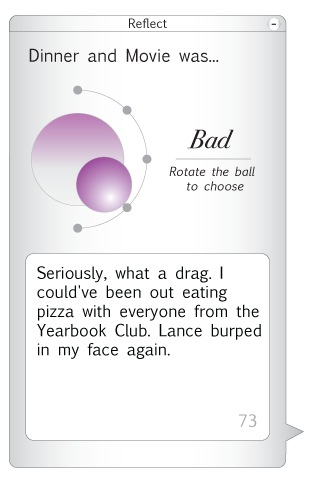 Reflect
Dinner and Movie was...
Bad
Rotate the ball
to choose
Seriously, what a drag. I
could've been out eating
pizza with everyone from the
Yearbook Club. Lance burped
in my face again.
73